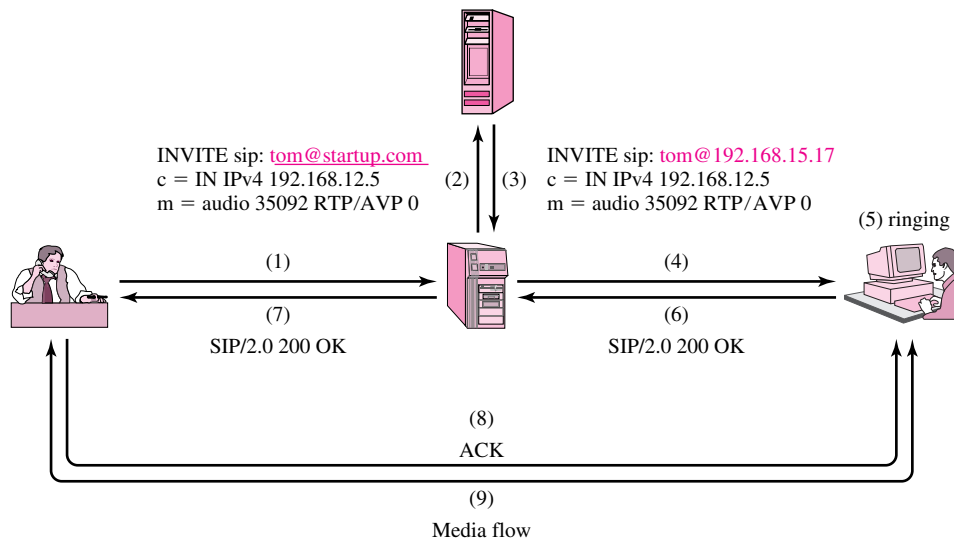 INVITE sip: tom@startup.com
c = IN IPv4 192.168.12.5
m = audio 35092 RTP/AVP 0
(2)
(3)
INVITE sip: tom@192.168.15.17
c = IN IPv4 192.168.12.5
m = audio 35092 RTP/AVP 0
(5) ringing
(1)
(4)
(7)
SIP/2.0 200 OK
(6)
SIP/2.0 200 OK
(8)
ACK
(9)
Media flow